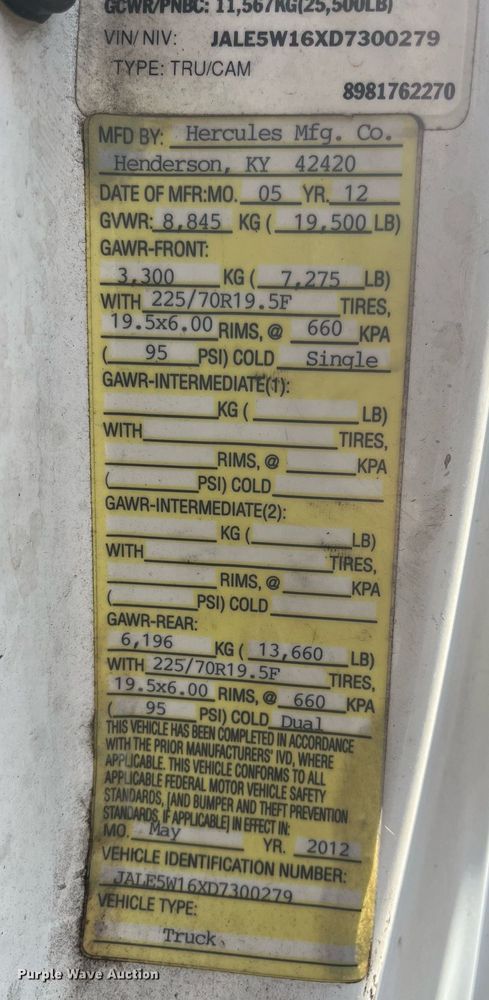 GCWR/PNBC: 11,567KG(25,500LB)
VIN/ NIV: JALE5W16XD7300279
TYPE: TRU/CAM
8981762270
MFD BY: Hercules Mfg. Co.
Henderson, KY 42420
DATE OF MFR:MO. 05 YR. 12
GVWR: 8,845 KG ( 19,500 LB)
GAWR-FRONT:
3,300 KG ( 7,275 LB)
WITH 225/70R19.5F TIRES,
19.5x6.00 RIMS, @ 660 KPA
( 95 PSI) COLD Single
GAWR-INTERMEDIATE(1):
KG ( LB)
WITH TIRES,
RIMS, @ KPA
( PSI) COLD
GAWR-INTERMEDIATE(2):
KG ( LB)
WITH TIRES,
RIMS, @ KPA
( PSI) COLD
GAWR-REAR:
6,196 KG ( 13,660 LB)
WITH 225/70R19.5F TIRES,
19.5x6.00 RIMS, @ 660 KPA
( 95 PSI) COLD Dual
THIS VEHICLE HAS BEEN COMPLETED IN ACCORDANCE
WITH THE PRIOR MANUFACTURERS' IVD, WHERE
APPLICABLE. THIS VEHICLE CONFORMS TO ALL
APPLICABLE FEDERAL MOTOR VEHICLE SAFETY
STANDARDS, [AND BUMPER AND THEFT PREVENTION
STANDARDS, IF APPLICABLE] IN EFFECT IN:
MO. May YR. 2012
VEHICLE IDENTIFICATION NUMBER:
JALE5W16XD7300279
VEHICLE TYPE:
Truck
Purple Wave Auction